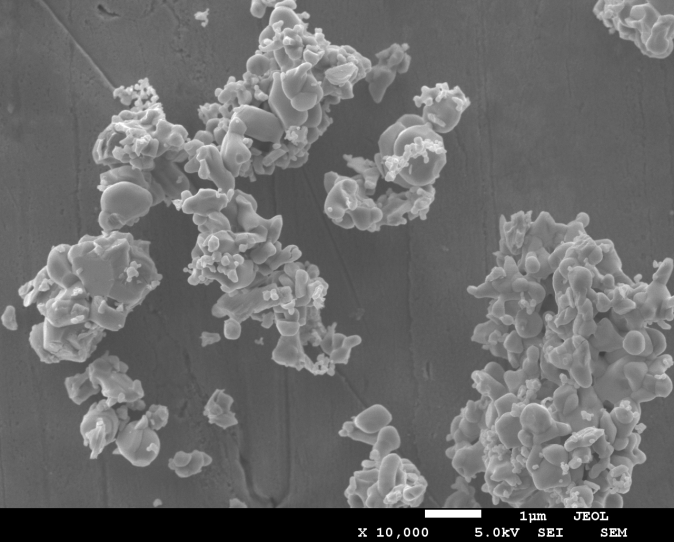 1μm JEOL
X 10,000 5.0kV SEI SEM